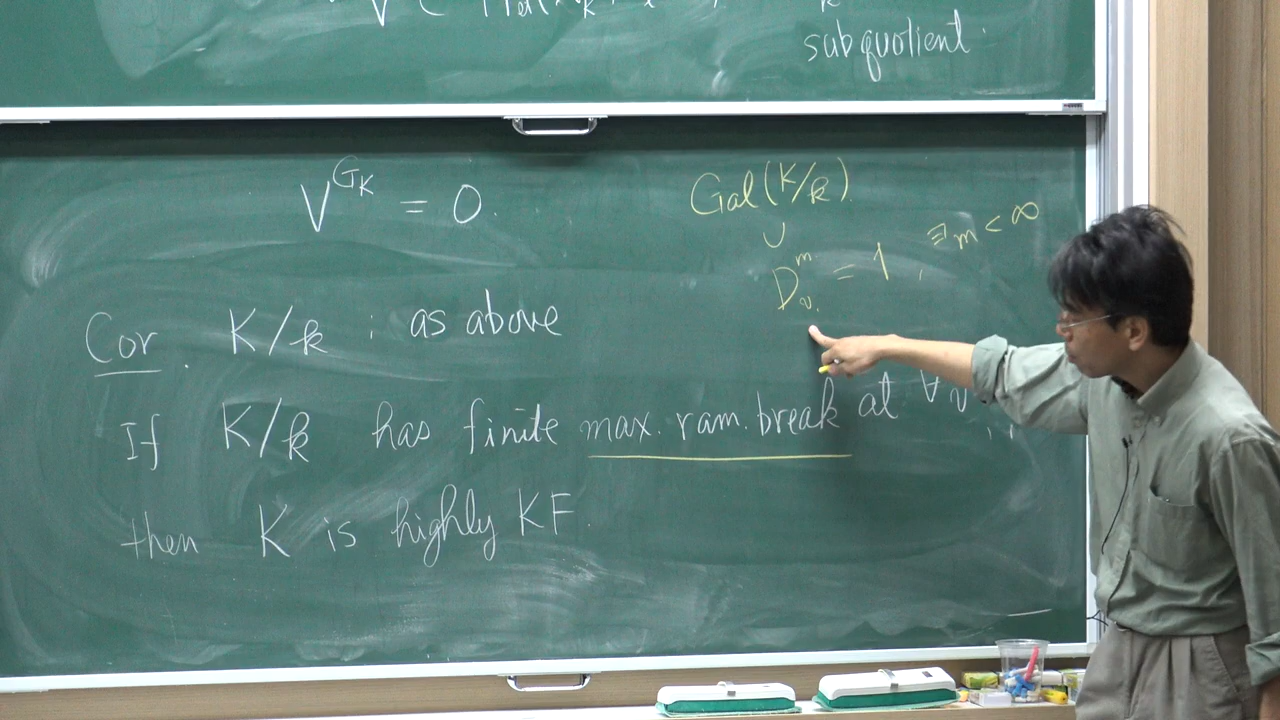 subquotient.
V^{G_K} = 0.
Gal(K/k)
∪
D_v^m = 1, ∃m < ∞
Cor. K/k : as above
If K/k has finite max. ram. break at ∀v
then K is highly KF.